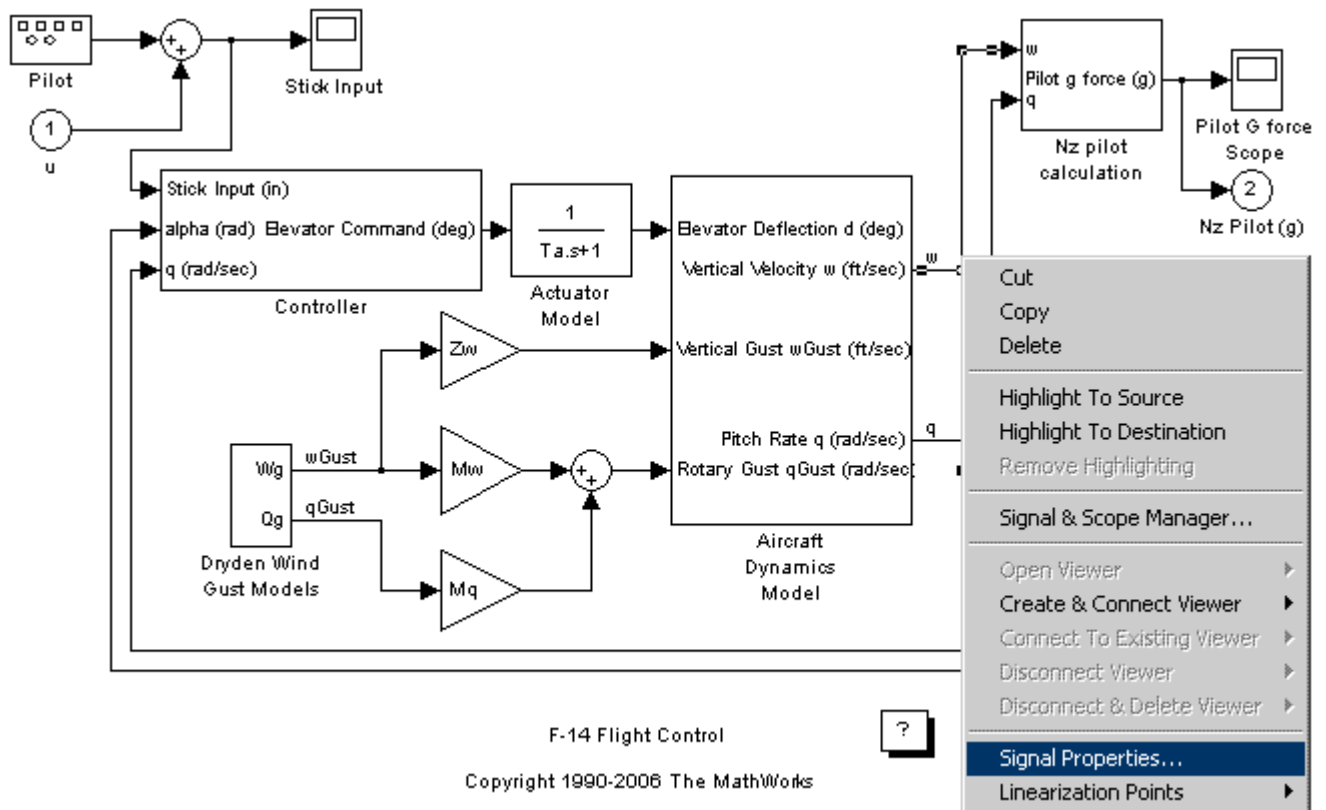 Pilot
1
u
Stick Input
Stick Input (in)
alpha (rad) Elevator Command (deg)
q (rad/sec)
Controller
1
Ta.s+1
Actuator
Model
Elevator Deflection d (deg)
Vertical Velocity w (ft/sec)
Vertical Gust wGust (ft/sec)
Pitch Rate q (rad/sec)
Rotary Gust qGust (rad/sec
Aircraft
Dynamics
Model
w
q
w
Pilot g force (g)
q
Nz pilot
calculation
Pilot G force
Scope
2
Nz Pilot (g)
Zw
Mw
Mq
Wg
Qg
wGust
qGust
Dryden Wind
Gust Models
F-14 Flight Control
?
Copyright 1990-2006 The MathWorks
Cut
Copy
Delete
Highlight To Source
Highlight To Destination
Remove Highlighting
Signal & Scope Manager...
Open Viewer
Create & Connect Viewer
Connect To Existing Viewer
Disconnect Viewer
Disconnect & Delete Viewer
Signal Properties...
Linearization Points